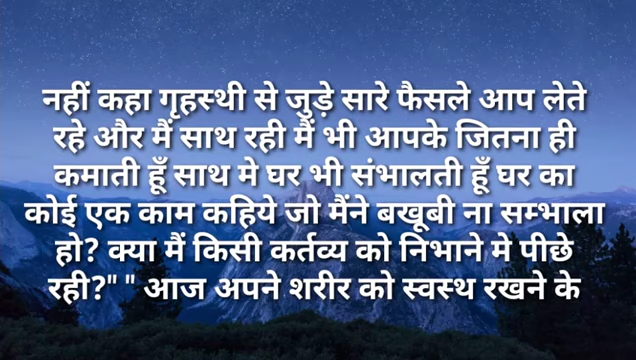 नहीं कहा गृहस्थी से जुड़े सारे फैसले आप लेते
रहे और मैं साथ रही मैं भी आपके जितना ही
कमाती हूँ साथ मे घर भी संभालती हूँ घर का
कोई एक काम कहिये जो मैंने बखूबी ना सम्भाला
हो? क्या मैं किसी कर्तव्य को निभाने मे पीछे
रही?" " आज अपने शरीर को स्वस्थ रखने के